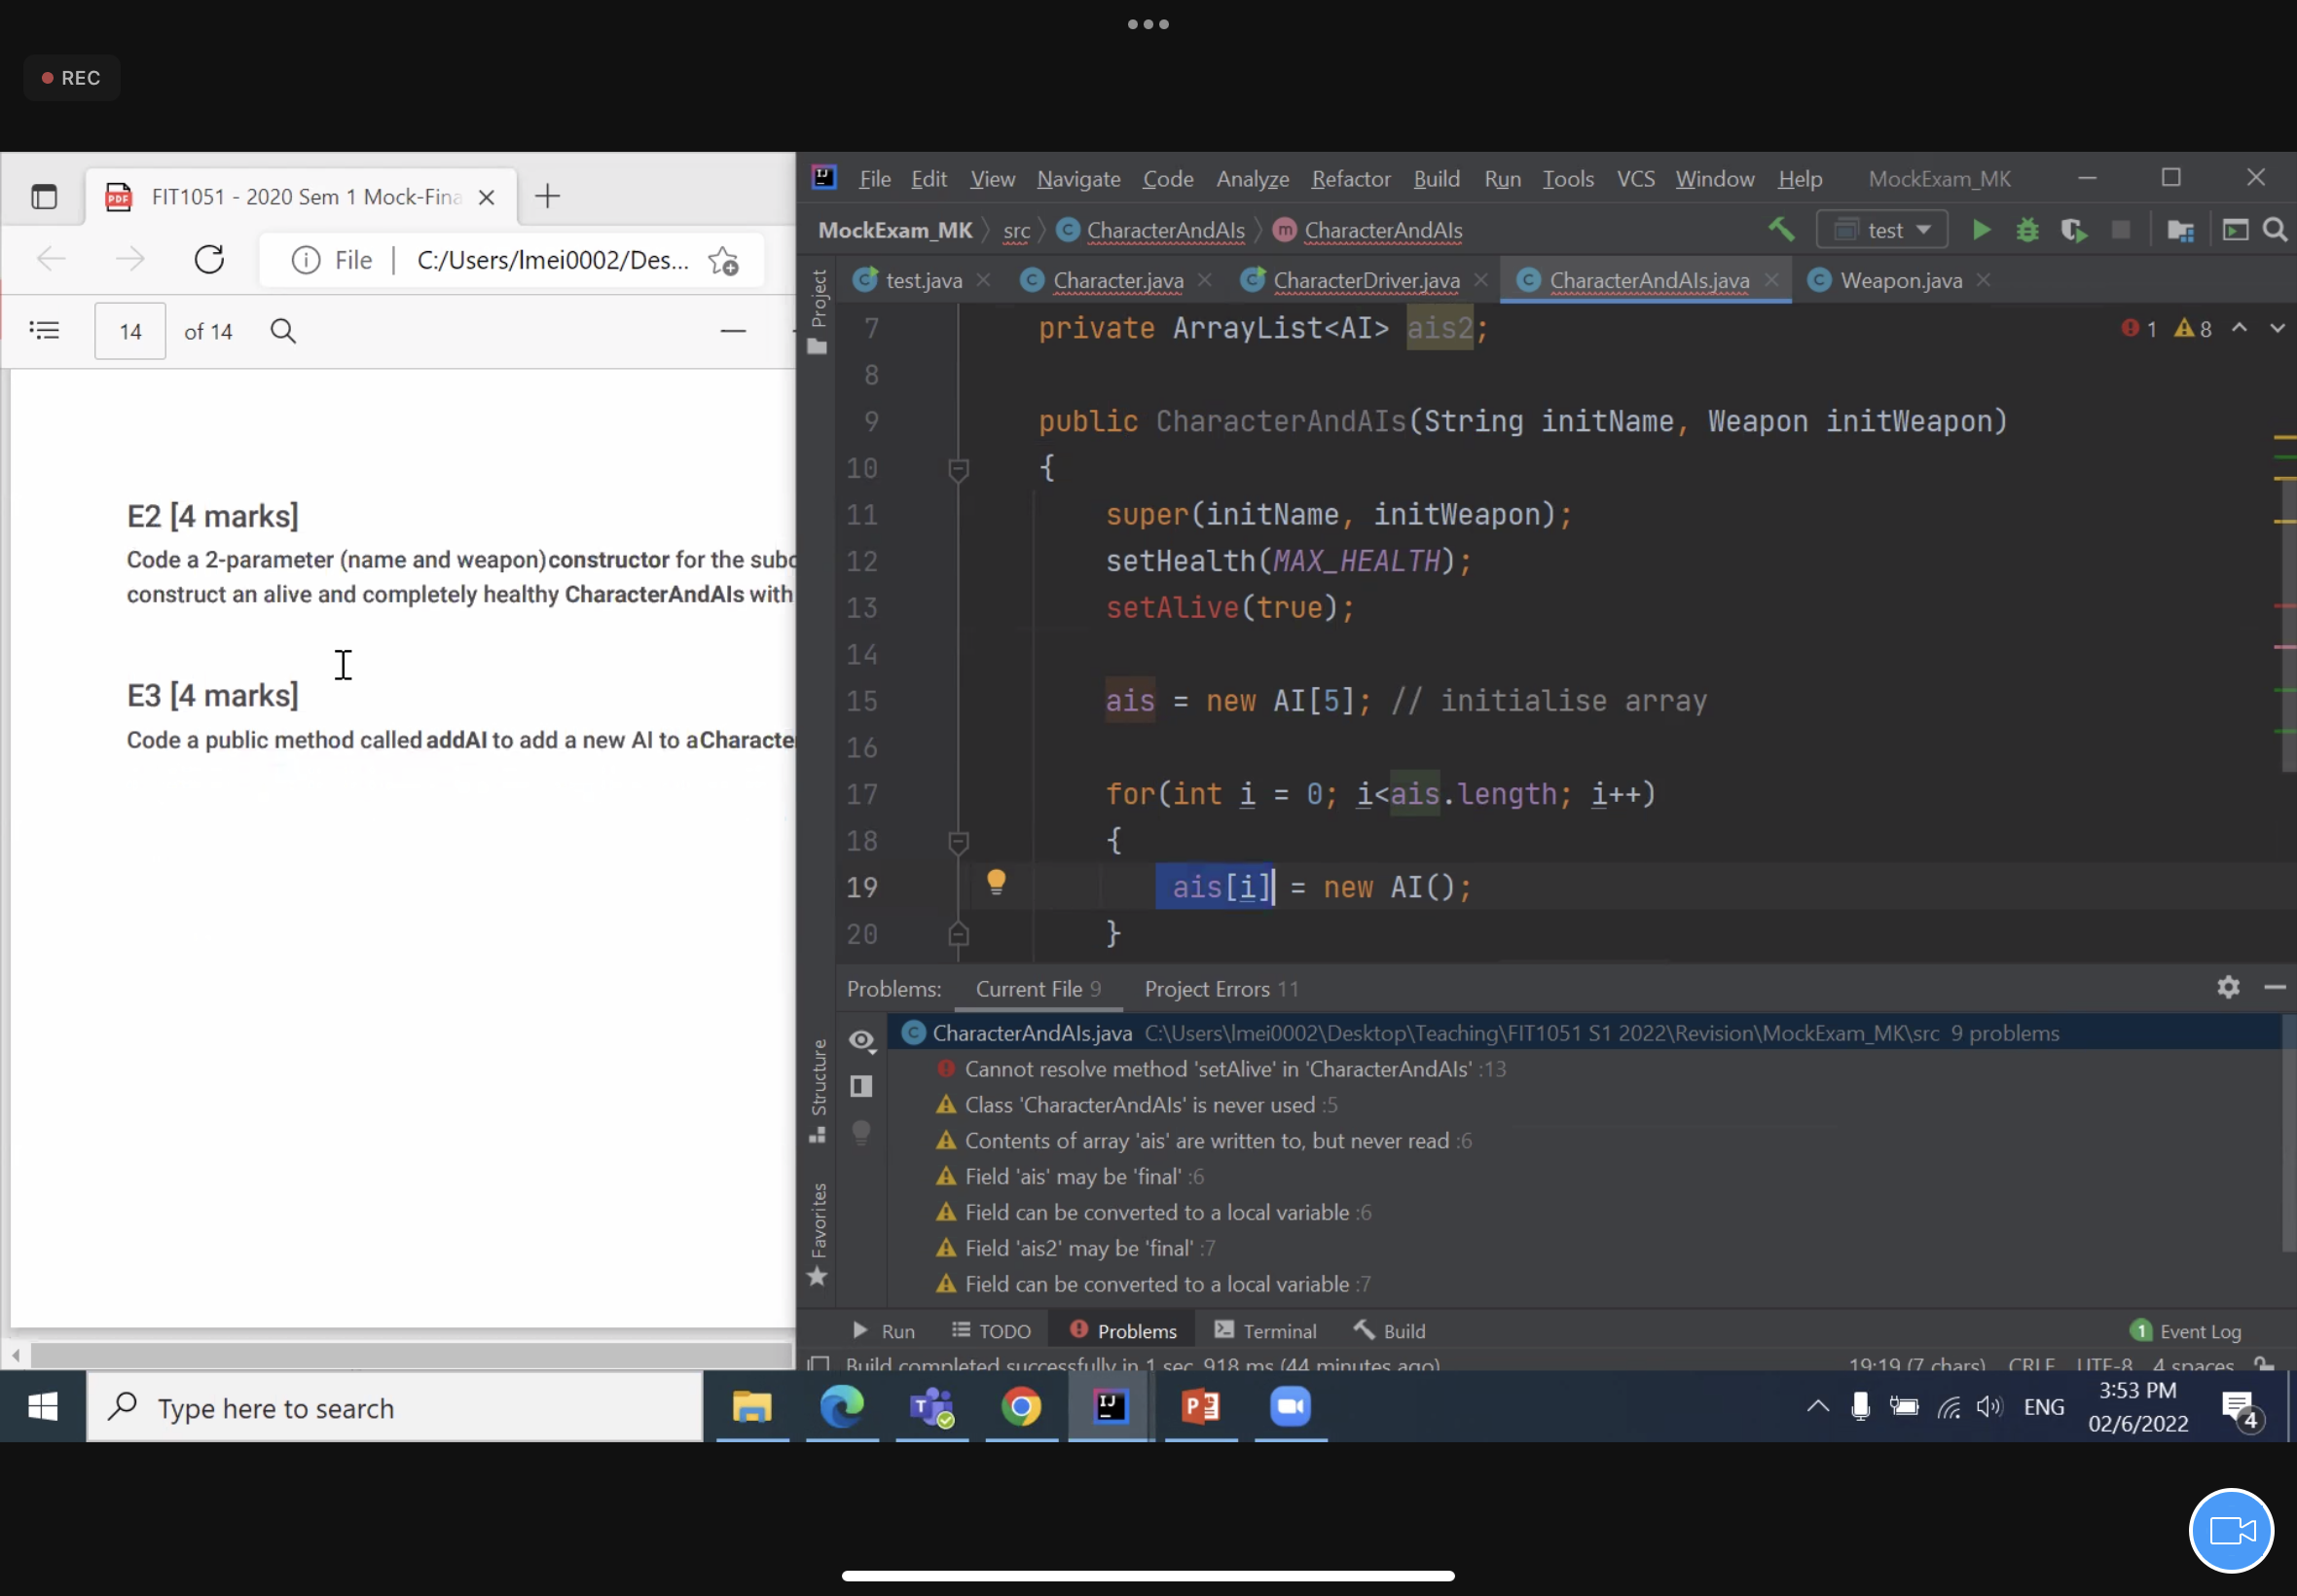 REC
FIT1051 - 2020 Sem 1 Mock-Fina
File
C:/Users/lmei0002/Des...
14
of 14
E2 [4 marks]
Code a 2-parameter (name and weapon) constructor for the subc
construct an alive and completely healthy CharacterAndAIs with
E3 [4 marks]
Code a public method called addAI to add a new AI to a Characte
File Edit View Navigate Code Analyze Refactor Build Run Tools VCS Window Help MockExam_MK
MockExam_MK src CharacterAndAIs CharacterAndAIs
test
test.java Character.java CharacterDriver.java CharacterAndAIs.java Weapon.java
Project
1 8
7 private ArrayList<AI> ais2;
8
9 public CharacterAndAIs(String initName, Weapon initWeapon)
10 {
11 super(initName, initWeapon);
12 setHealth(MAX_HEALTH);
13 setAlive(true);
14
15 ais = new AI[5]; // initialise array
16
17 for(int i = 0; i<ais.length; i++)
18 {
19 ais[i] = new AI();
20 }
Problems: Current File 9 Project Errors 11
CharacterAndAIs.java C:\Users\lmei0002\Desktop\Teaching\FIT1051 S1 2022\Revision\MockExam_MK\src 9 problems
Cannot resolve method 'setAlive' in 'CharacterAndAIs' :13
Class 'CharacterAndAIs' is never used :5
Contents of array 'ais' are written to, but never read :6
Field 'ais' may be 'final' :6
Field can be converted to a local variable :6
Field 'ais2' may be 'final' :7
Field can be converted to a local variable :7
Structure
Favorites
Run TODO Problems Terminal Build
1 Event Log
Build completed successfully in 1 sec, 918 ms (44 minutes ago)
19:19 (7 chars) CRLF UTF-8 4 spaces
Type here to search
ENG
3:53 PM
02/6/2022
4